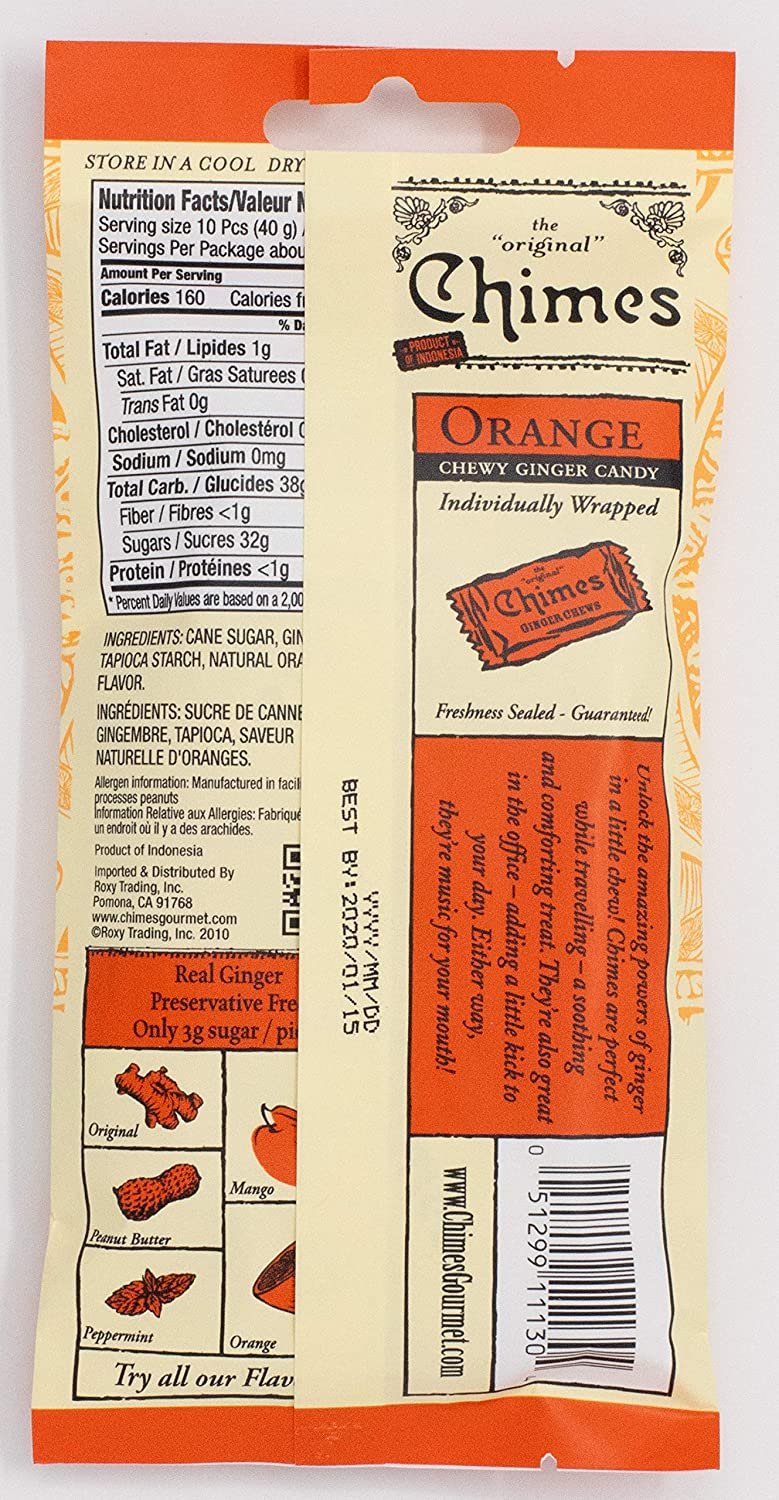 STORE IN A COOL DRY
Nutrition Facts/Valeur
Serving size 10 Pcs (40 g)
Servings Per Package
Amount Per Serving
Calories 160 Calories
%
Total Fat / Lipides 1g
Sat. Fat / Gras Saturees
Trans Fat 0g
Cholesterol / Cholestérol
Sodium / Sodium 0mg
Total Carb. / Glucides 38g
Fiber / Fibres <1g
Sugars / Sucres 32g
Protein / Protéines <1g
* Percent Daily Values are based on a
INGREDIENTS: CANE SUGAR,
TAPIOCA STARCH, NATURAL
FLAVOR.
INGRÉDIENTS: SUCRE DE CANNE
GINGEMBRE, TAPIOCA, SAVEUR
NATURELLE D'ORANGES.
Allergen information: Manufactured in
processes peanuts
Information Relative aux Allergies: Fabriqué
un endroit où il y a des arachides.
Product of Indonesia
Imported & Distributed By
Roxy Trading, Inc.
Pomona, CA 91768
www.chimesgourmet.com
©Roxy Trading, Inc. 2010
Real Ginger
Preservative
Only 3g sugar /
Original
Mango
Peanut Butter
Peppermint
Orange
Try all our
YYYY/MM/DD
BEST BY: 2020/01/15
the
"original"
Chimes
PRODUCT
OF INDONESIA
ORANGE
CHEWY GINGER CANDY
Individually Wrapped
the
"original"
Chimes
GINGER CHEWS
Freshness Sealed - Guaranteed!
Unlock the amazing powers of ginger
in a little chew! Chimes are perfect
while travelling – a soothing
and comforting treat. They're also great
in the office – adding a little kick to
your day. Either way,
they're music for your mouth!
www.ChimesGourmet.com
0 51299 11130